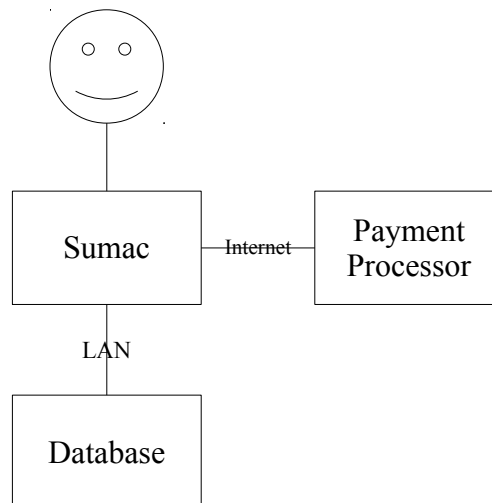 Sumac
Internet
Payment
Processor
LAN
Database